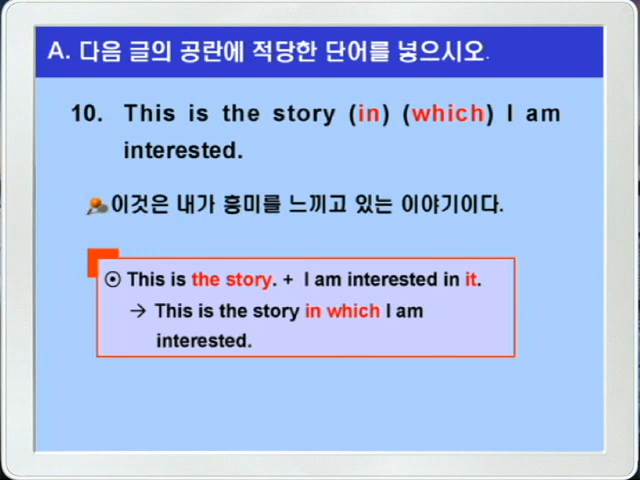 A. 다음 글의 공란에 적당한 단어를 넣으시오.
10. This is the story (in) (which) I am
interested.
이것은 내가 흥미를 느끼고 있는 이야기이다.
⊙ This is the story. + I am interested in it.
→ This is the story in which I am
interested.